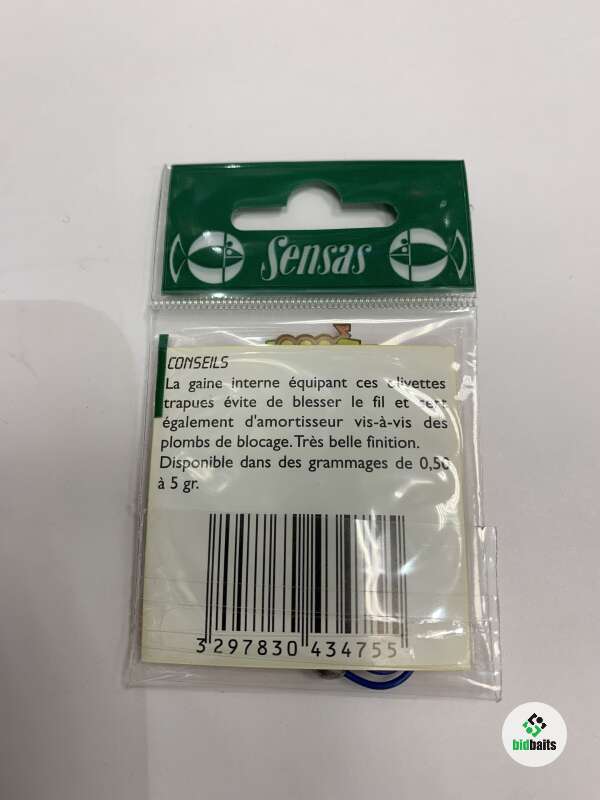 Sensas
CONSEILS
La gaine interne équipant ces olivettes
trapues évite de blesser le fil et sert
également d'amortisseur vis-à-vis des
plombs de blocage. Très belle finition.
Disponible dans des grammages de 0,50
à 5 gr.
3 297830 434755
bidbaits